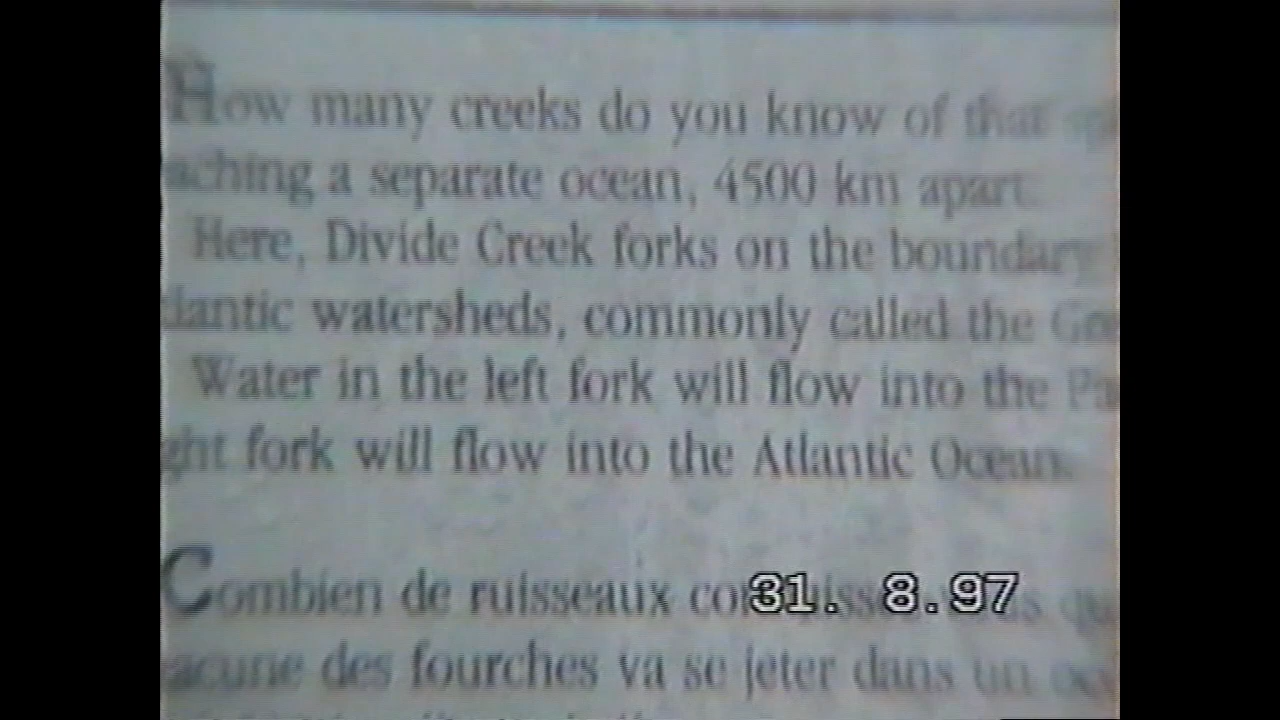 How many creeks do you know of that
aching a separate ocean, 4500 km apart.
Here, Divide Creek forks on the boundary
tlantic watersheds, commonly called the
Water in the left fork will flow into the Pa
ght fork will flow into the Atlantic Ocean.
Combien de ruisseaux
31. 8.97
acune des fourches va se jeter dans un